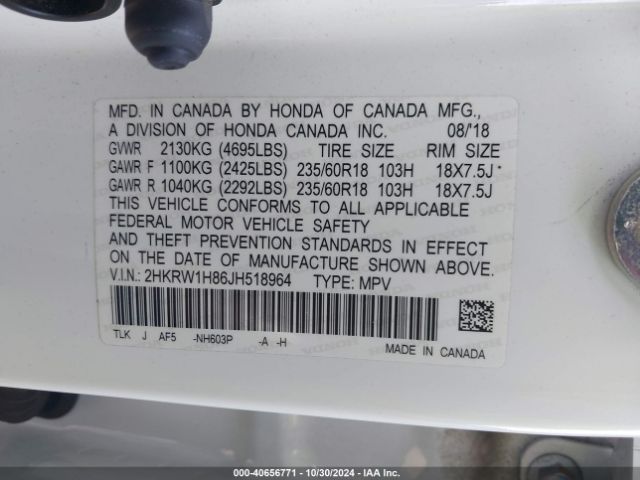 MFD. IN CANADA BY HONDA OF CANADA MFG.,
A DIVISION OF HONDA CANADA INC. 08/'18
GVWR 2130KG (4695LBS) TIRE SIZE RIM SIZE
GAWR F 1100KG (2425LBS) 235/60R18 103H 18X7.5J
GAWR R 1040KG (2292LBS) 235/60R18 103H 18X7.5J
THIS VEHICLE CONFORMS TO ALL APPLICABLE
FEDERAL MOTOR VEHICLE SAFETY
AND THEFT PREVENTION STANDARDS IN EFFECT
ON THE DATE OF MANUFACTURE SHOWN ABOVE.
V.I.N.: 2HKRW1H86JH518964 TYPE: MPV
TLK J AF5 -NH603P -A -H
MADE IN CANADA
000-40656771 - 10/30/2024 - IAA Inc.